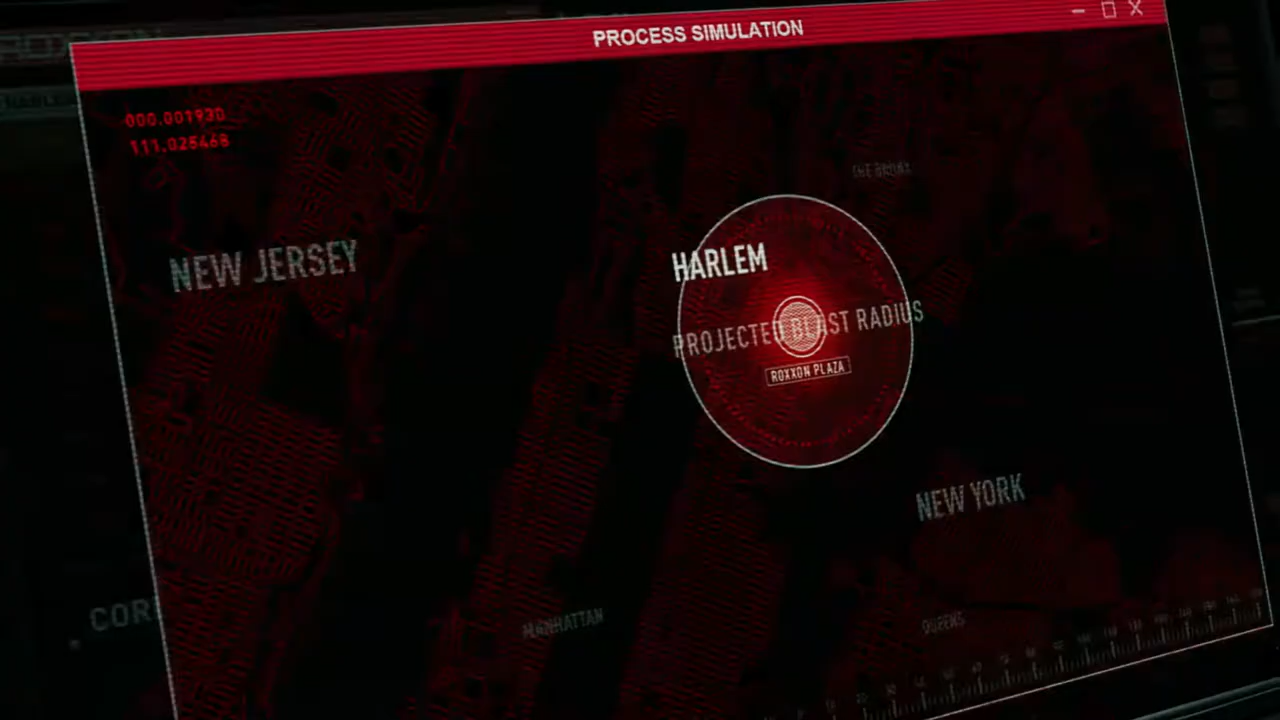 PROCESS SIMULATION
000.001930
111.025468
THE BRONX
NEW JERSEY
HARLEM
PROJECTED BLAST RADIUS
ROXXON PLAZA
NEW YORK
MANHATTAN
QUEENS